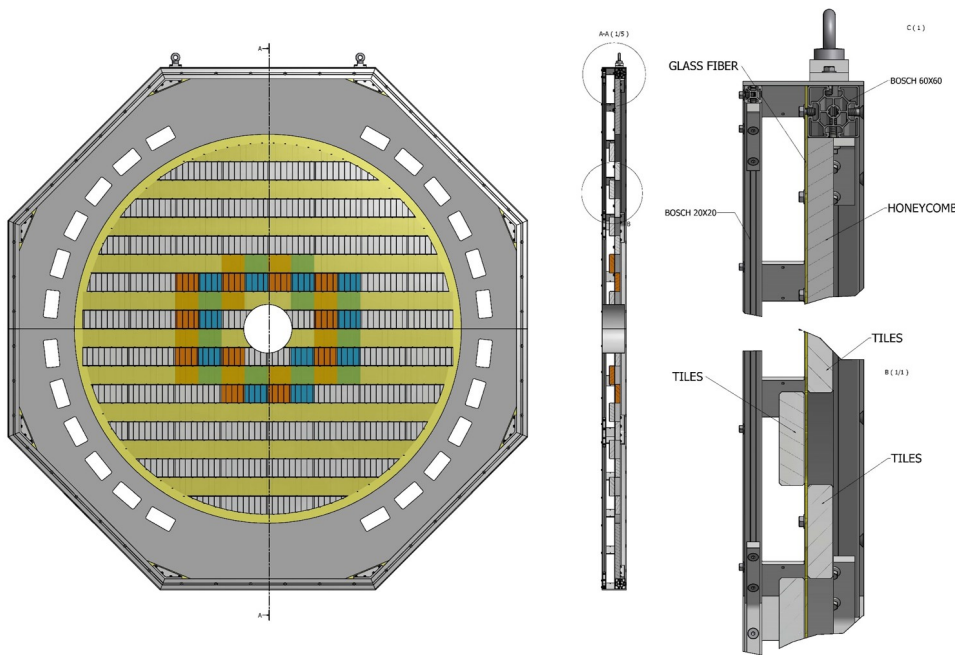 A
A-A ( 1/5 )
C ( 1 )
GLASS FIBER
BOSCH 60X60
BOSCH 20X20
HONEYCOMB
B
TILES
B ( 1/1 )
TILES
TILES
A